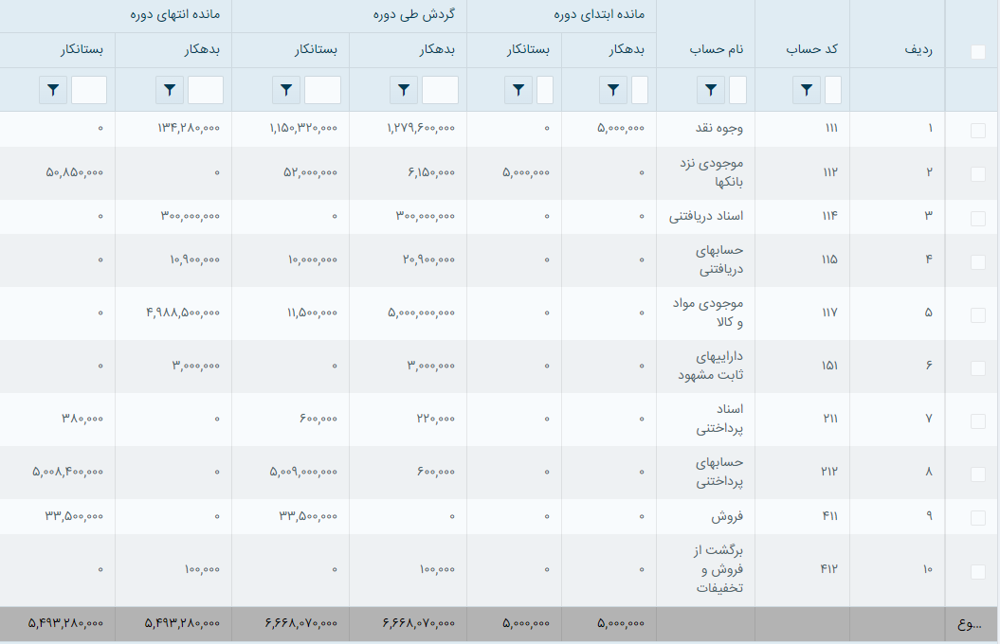 مانده ابتدای دوره گردش طی دوره مانده انتهای دوره
ردیف کد حساب نام حساب بدهکار بستانکار بدهکار بستانکار بدهکار بستانکار
۱ ۱۱۱ وجوه نقد ۵,۰۰۰,۰۰۰ ۰ ۱,۲۷۹,۶۰۰,۰۰۰ ۱,۱۵۰,۳۲۰,۰۰۰ ۱۳۴,۲۸۰,۰۰۰ ۰
۲ ۱۱۲ موجودی نزد
بانکها ۰ ۵,۰۰۰,۰۰۰ ۶,۱۵۰,۰۰۰ ۵۲,۰۰۰,۰۰۰ ۰ ۵۰,۸۵۰,۰۰۰
۳ ۱۱۴ اسناد دریافتنی ۰ ۰ ۳۰۰,۰۰۰,۰۰۰ ۰ ۳۰۰,۰۰۰,۰۰۰ ۰
۴ ۱۱۵ حسابهای
دریافتنی ۰ ۰ ۲۰,۹۰۰,۰۰۰ ۱۰,۰۰۰,۰۰۰ ۱۰,۹۰۰,۰۰۰ ۰
۵ ۱۱۷ موجودی مواد
و کالا ۰ ۰ ۵,۰۰۰,۰۰۰,۰۰۰ ۱۱,۵۰۰,۰۰۰ ۴,۹۸۸,۵۰۰,۰۰۰ ۰
۶ ۱۵۱ داراییهای
ثابت مشهود ۰ ۰ ۳,۰۰۰,۰۰۰ ۰ ۳,۰۰۰,۰۰۰ ۰
۷ ۲۱۱ اسناد
پرداختنی ۰ ۰ ۲۲۰,۰۰۰ ۶۰۰,۰۰۰ ۰ ۳۸۰,۰۰۰
۸ ۲۱۲ حسابهای
پرداختنی ۰ ۰ ۶۰۰,۰۰۰ ۵,۰۰۹,۰۰۰,۰۰۰ ۰ ۵,۰۰۸,۴۰۰,۰۰۰
۹ ۴۱۱ فروش ۰ ۰ ۰ ۳۳,۵۰۰,۰۰۰ ۰ ۳۳,۵۰۰,۰۰۰
۱۰ ۴۱۲ برگشت از
فروش و
تخفیفات ۰ ۰ ۱۰۰,۰۰۰ ۰ ۱۰۰,۰۰۰ ۰
...وع ۵,۰۰۰,۰۰۰ ۵,۰۰۰,۰۰۰ ۶,۶۶۸,۰۷۰,۰۰۰ ۶,۶۶۸,۰۷۰,۰۰۰ ۵,۴۹۳,۲۸۰,۰۰۰ ۵,۴۹۳,۲۸۰,۰۰۰